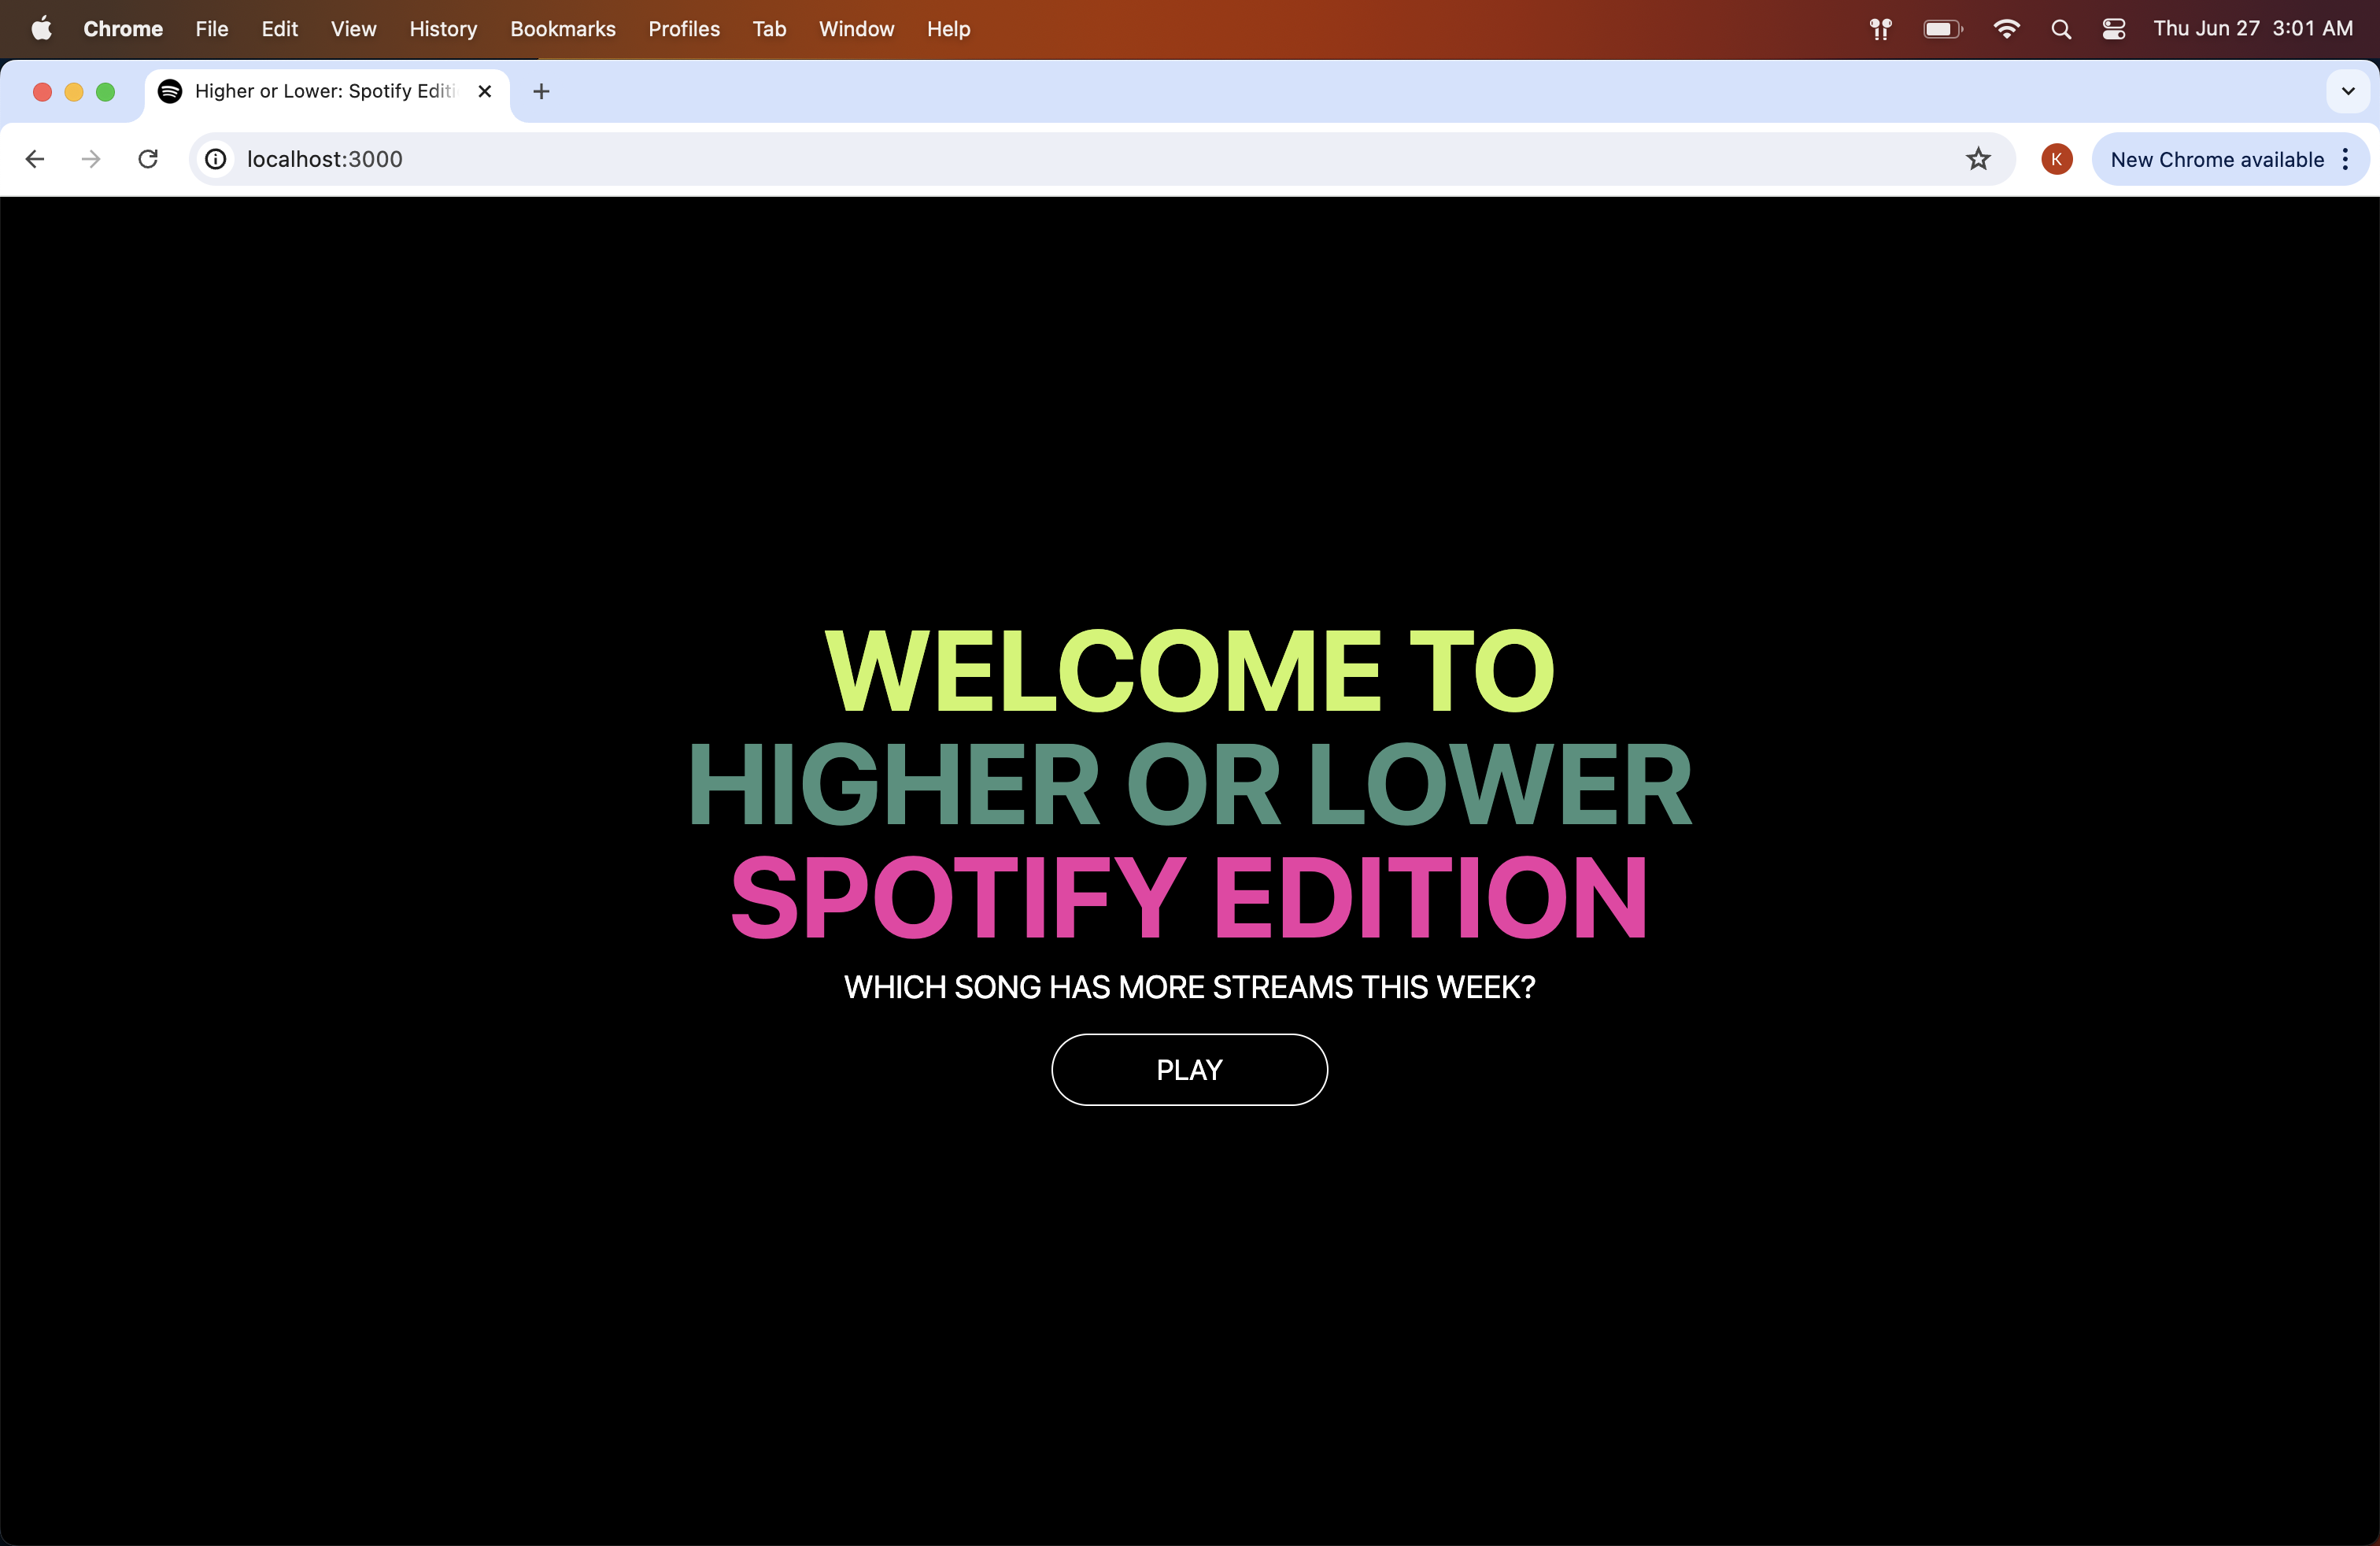 Chrome File Edit View History Bookmarks Profiles Tab Window Help Thu Jun 27 3:01 AM
Higher or Lower: Spotify Editi
localhost:3000 K New Chrome available
WELCOME TO
HIGHER OR LOWER
SPOTIFY EDITION
WHICH SONG HAS MORE STREAMS THIS WEEK?
PLAY